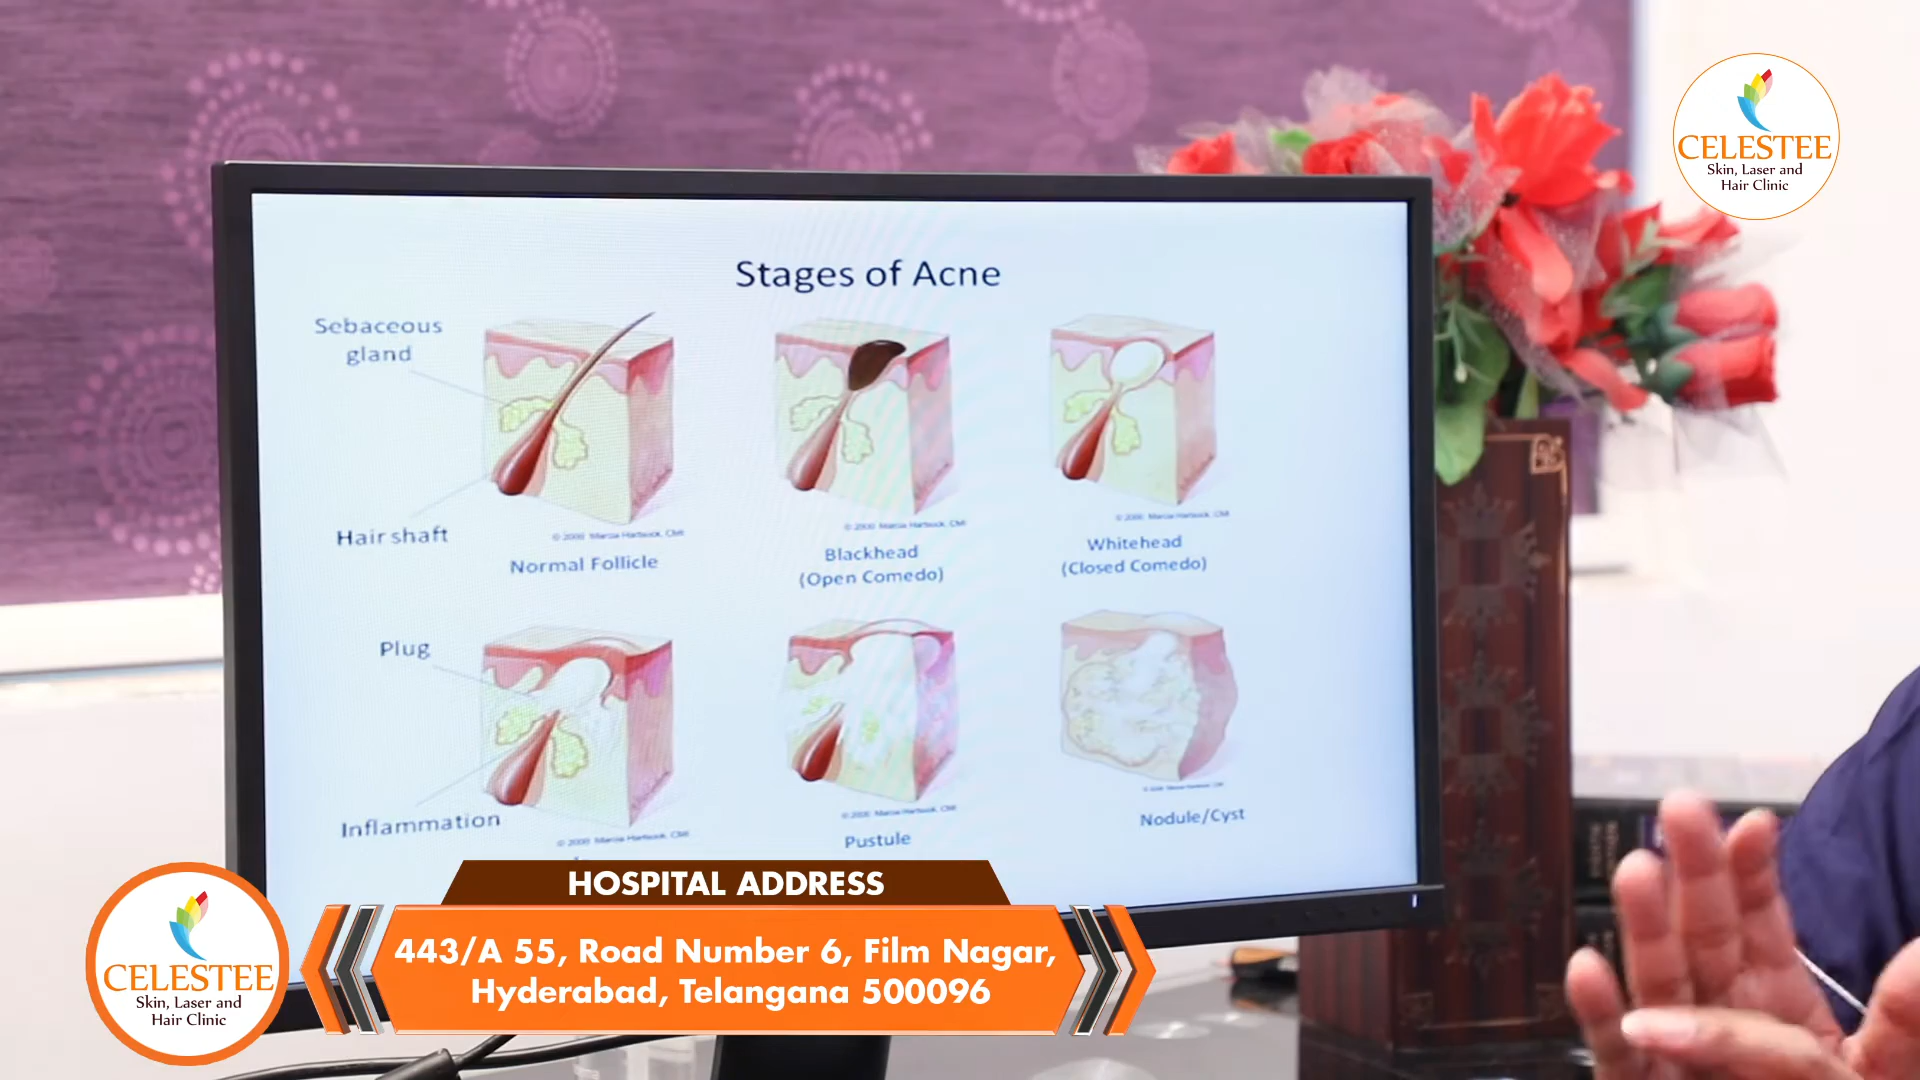 CELESTEE
Skin, Laser and
Hair Clinic
Stages of Acne
Sebaceous
gland
Hair shaft
Normal Follicle
Blackhead
(Open Comedo)
Whitehead
(Closed Comedo)
Plug
Inflammation
Pustule
Nodule/Cyst
HOSPITAL ADDRESS
443/A 55, Road Number 6, Film Nagar,
Hyderabad, Telangana 500096
CELESTEE
Skin, Laser and
Hair Clinic